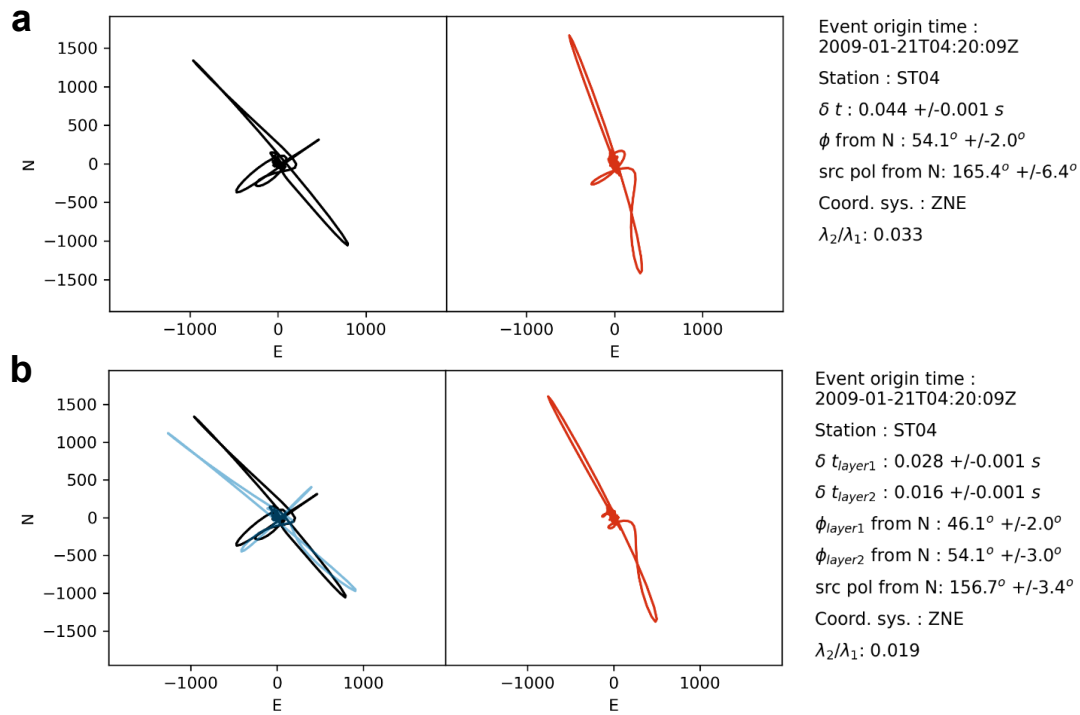 a
1500
1000
500
0
−500
−1000
−1500
N
−1000 0 1000
E
−1000 0 1000
E
Event origin time :
2009-01-21T04:20:09Z
Station : ST04
δ t : 0.044 +/-0.001 s
ϕ from N : 54.1° +/-2.0°
src pol from N: 165.4° +/-6.4°
Coord. sys. : ZNE
λ₂/λ₁: 0.033
b
1500
1000
500
0
−500
−1000
−1500
N
−1000 0 1000
E
−1000 0 1000
E
Event origin time :
2009-01-21T04:20:09Z
Station : ST04
δ t_layer1 : 0.028 +/-0.001 s
δ t_layer2 : 0.016 +/-0.001 s
ϕ_layer1 from N : 46.1° +/-2.0°
ϕ_layer2 from N : 54.1° +/-3.0°
src pol from N: 156.7° +/-3.4°
Coord. sys. : ZNE
λ₂/λ₁: 0.019